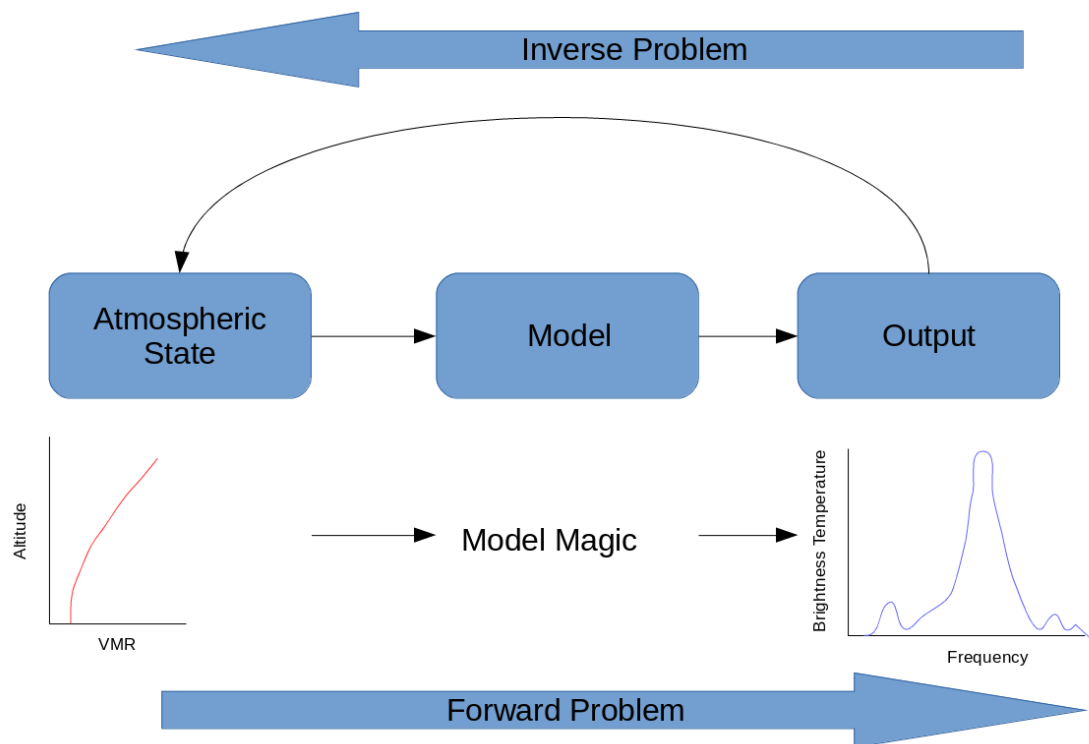 Inverse Problem
Atmospheric
State
Model
Output
Altitude
VMR
Model Magic
Brightness Temperature
Frequency
Forward Problem